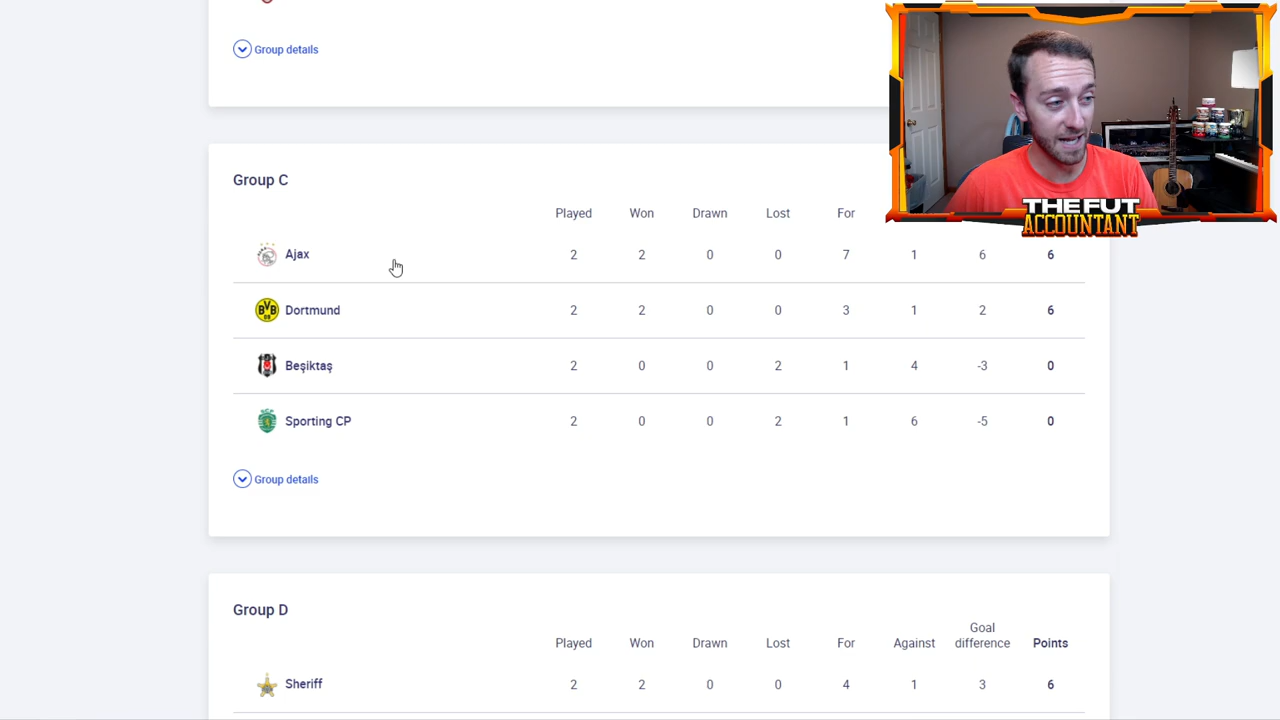 Group details
THE FUT
ACCOUNTANT
Group C
Played Won Drawn Lost For
Ajax 2 2 0 0 7 1 6 6
Dortmund 2 2 0 0 3 1 2 6
Beşiktaş 2 0 0 2 1 4 -3 0
Sporting CP 2 0 0 2 1 6 -5 0
Group details
Group D
Played Won Drawn Lost For Against Goal difference Points
Sheriff 2 2 0 0 4 1 3 6